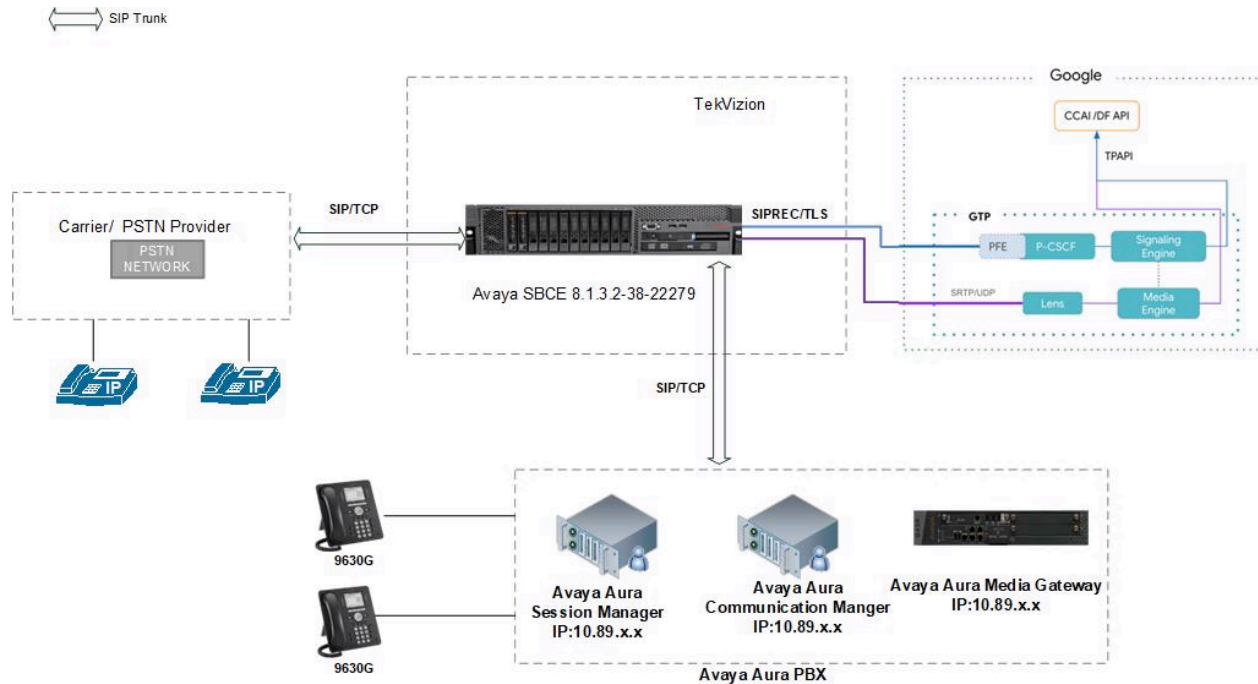 SIP Trunk
TekVizion
Google
CCAI /DF API
TPAPI
GTP
PFE
P-CSCF
Signaling
Engine
SRTP/UDP
Lens
Media
Engine
Carrier/ PSTN Provider
PSTN
NETWORK
SIP/TCP
SIPREC/TLS
Avaya SBCE 8.1.3.2-38-22279
IP
IP
SIP/TCP
9630G
9630G
Avaya Aura
Session Manager
IP:10.89.x.x
Avaya Aura
Communication Manger
IP:10.89.x.x
Avaya Aura Media Gateway
IP:10.89.x.x
Avaya Aura PBX